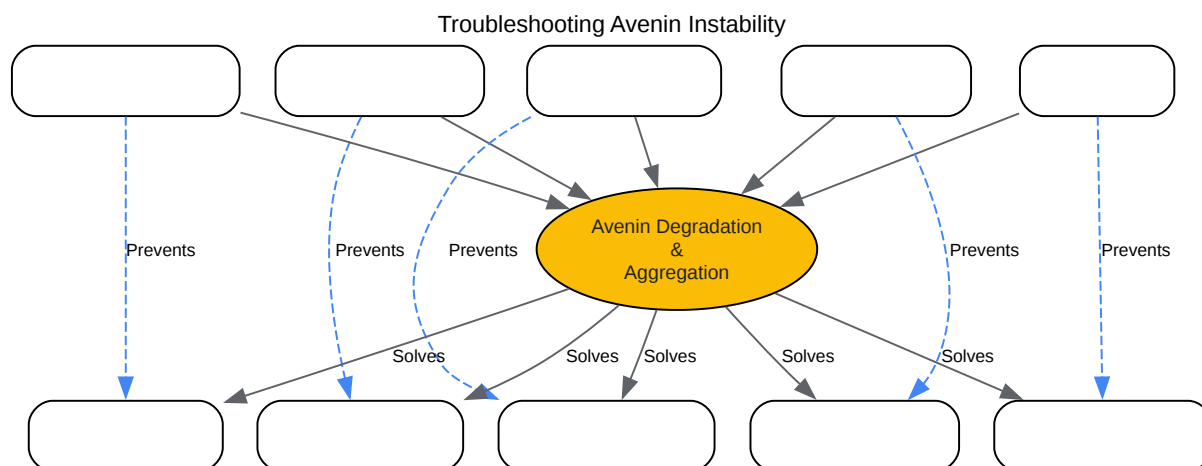 Troubleshooting Avenin Instability
Avenin Degradation
&
Aggregation
Prevents
Prevents
Prevents
Prevents
Prevents
Solves
Solves
Solves
Solves
Solves